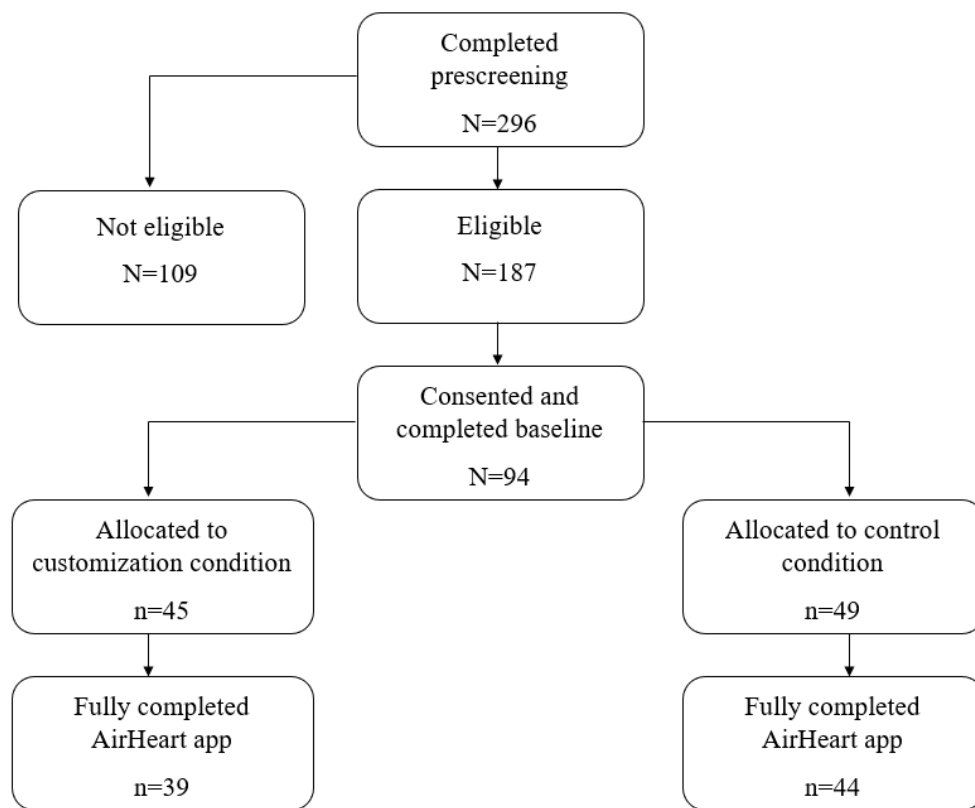 Completed
prescreening
N=296
Not eligible
N=109
Eligible
N=187
Consented and
completed baseline
N=94
Allocated to
customization condition
n=45
Allocated to control
condition
n=49
Fully completed
AirHeart app
n=39
Fully completed
AirHeart app
n=44